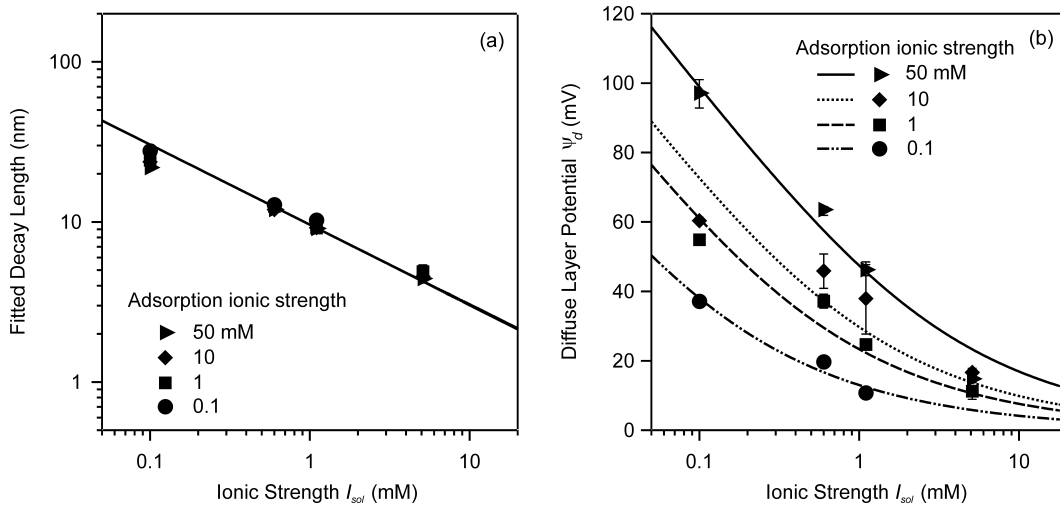 (a)
100
10
1
Fitted Decay Length (nm)
Adsorption ionic strength
50 mM
10
1
0.1
0.1
1
10
Ionic Strength I_sol (mM)
(b)
120
100
80
60
40
20
0
Diffuse Layer Potential Ψ_d (mV)
Adsorption ionic strength
50 mM
10
1
0.1
0.1
1
10
Ionic Strength I_sol (mM)